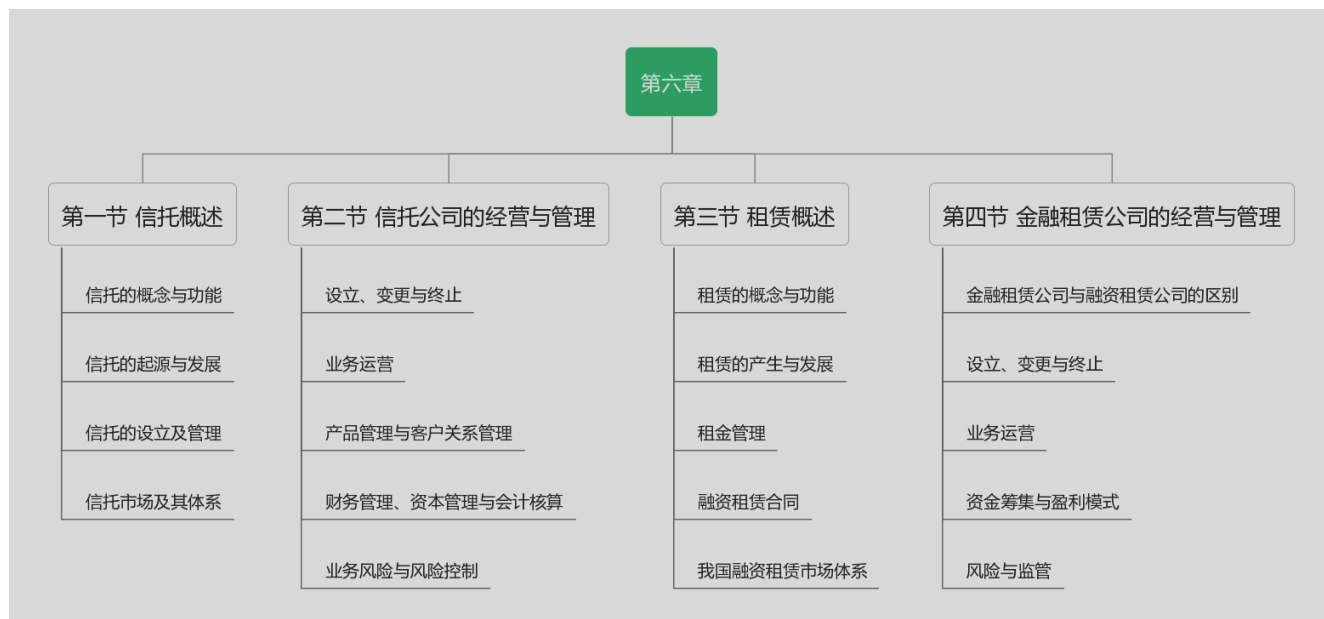 第六章
第一节 信托概述
信托的概念与功能
信托的起源与发展
信托的设立及管理
信托市场及其体系
第二节 信托公司的经营与管理
设立、变更与终止
业务运营
产品管理与客户关系管理
财务管理、资本管理与会计核算
业务风险与风险控制
第三节 租赁概述
租赁的概念与功能
租赁的产生与发展
租金管理
融资租赁合同
我国融资租赁市场体系
第四节 金融租赁公司的经营与管理
金融租赁公司与融资租赁公司的区别
设立、变更与终止
业务运营
资金筹集与盈利模式
风险与监管